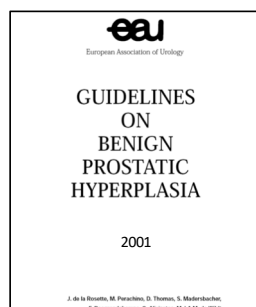 eau
European Association of Urology
GUIDELINES
ON
BENIGN
PROSTATIC
HYPERPLASIA
2001
J. de la Rosette, M. Perachino, D. Thomas, S. Madersbacher,